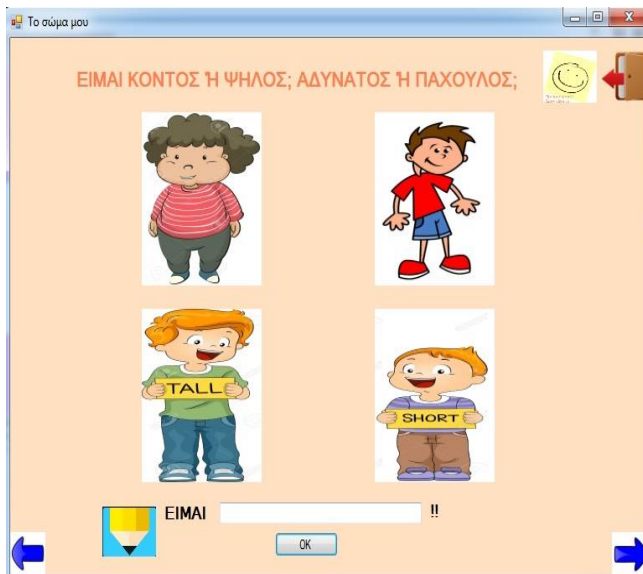 Το σώμα μου
ΕΙΜΑΙ ΚΟΝΤΟΣ Ή ΨΗΛΟΣ; ΑΔΥΝΑΤΟΣ Ή ΠΑΧΟΥΛΟΣ;
TALL
SHORT
ΕΙΜΑΙ !!
OK